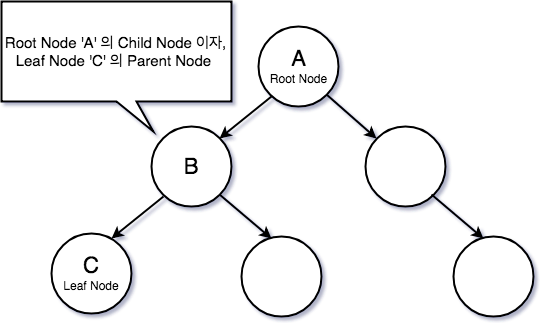 Root Node 'A' 의 Child Node 이자,
Leaf Node 'C' 의 Parent Node
A
Root Node
B
C
Leaf Node